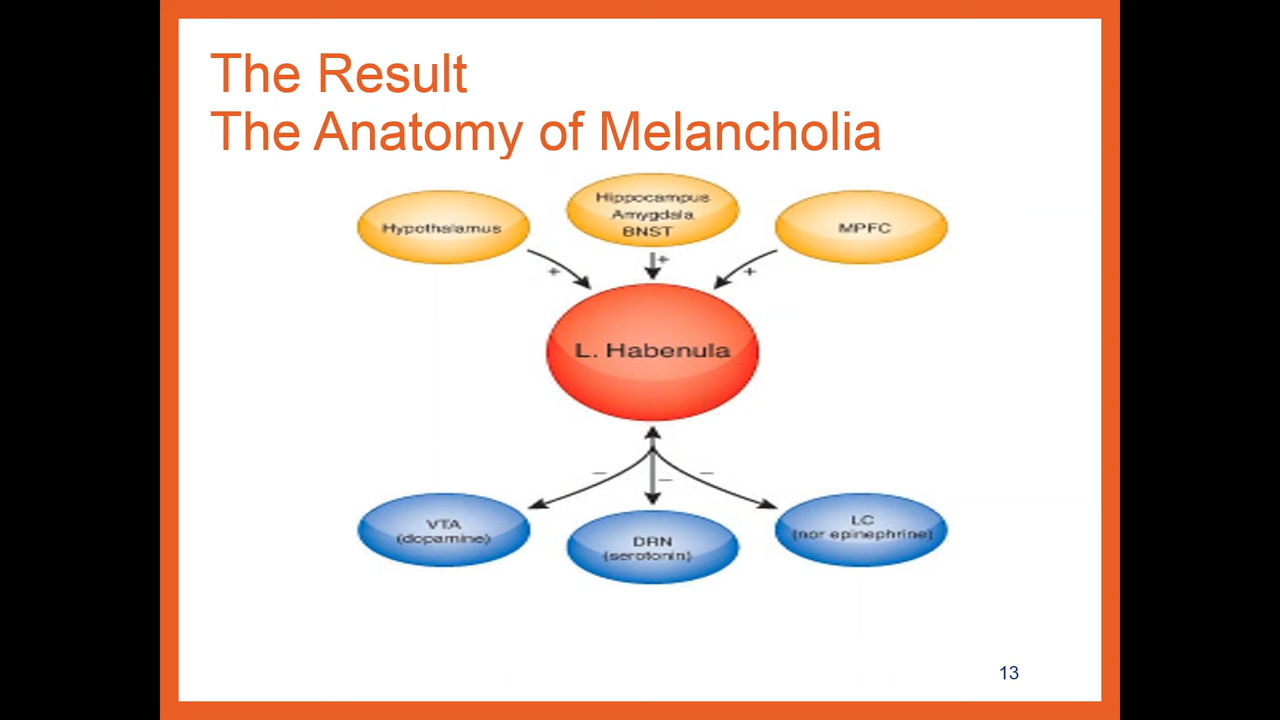 The Result
The Anatomy of Melancholia
Hypothalamus
Hippocampus
Amygdala
BNST
MPFC
+
+
+
L. Habenula
–
–
–
VTA
(dopamine)
DRN
(serotonin)
LC
(nor epinephrine)
13